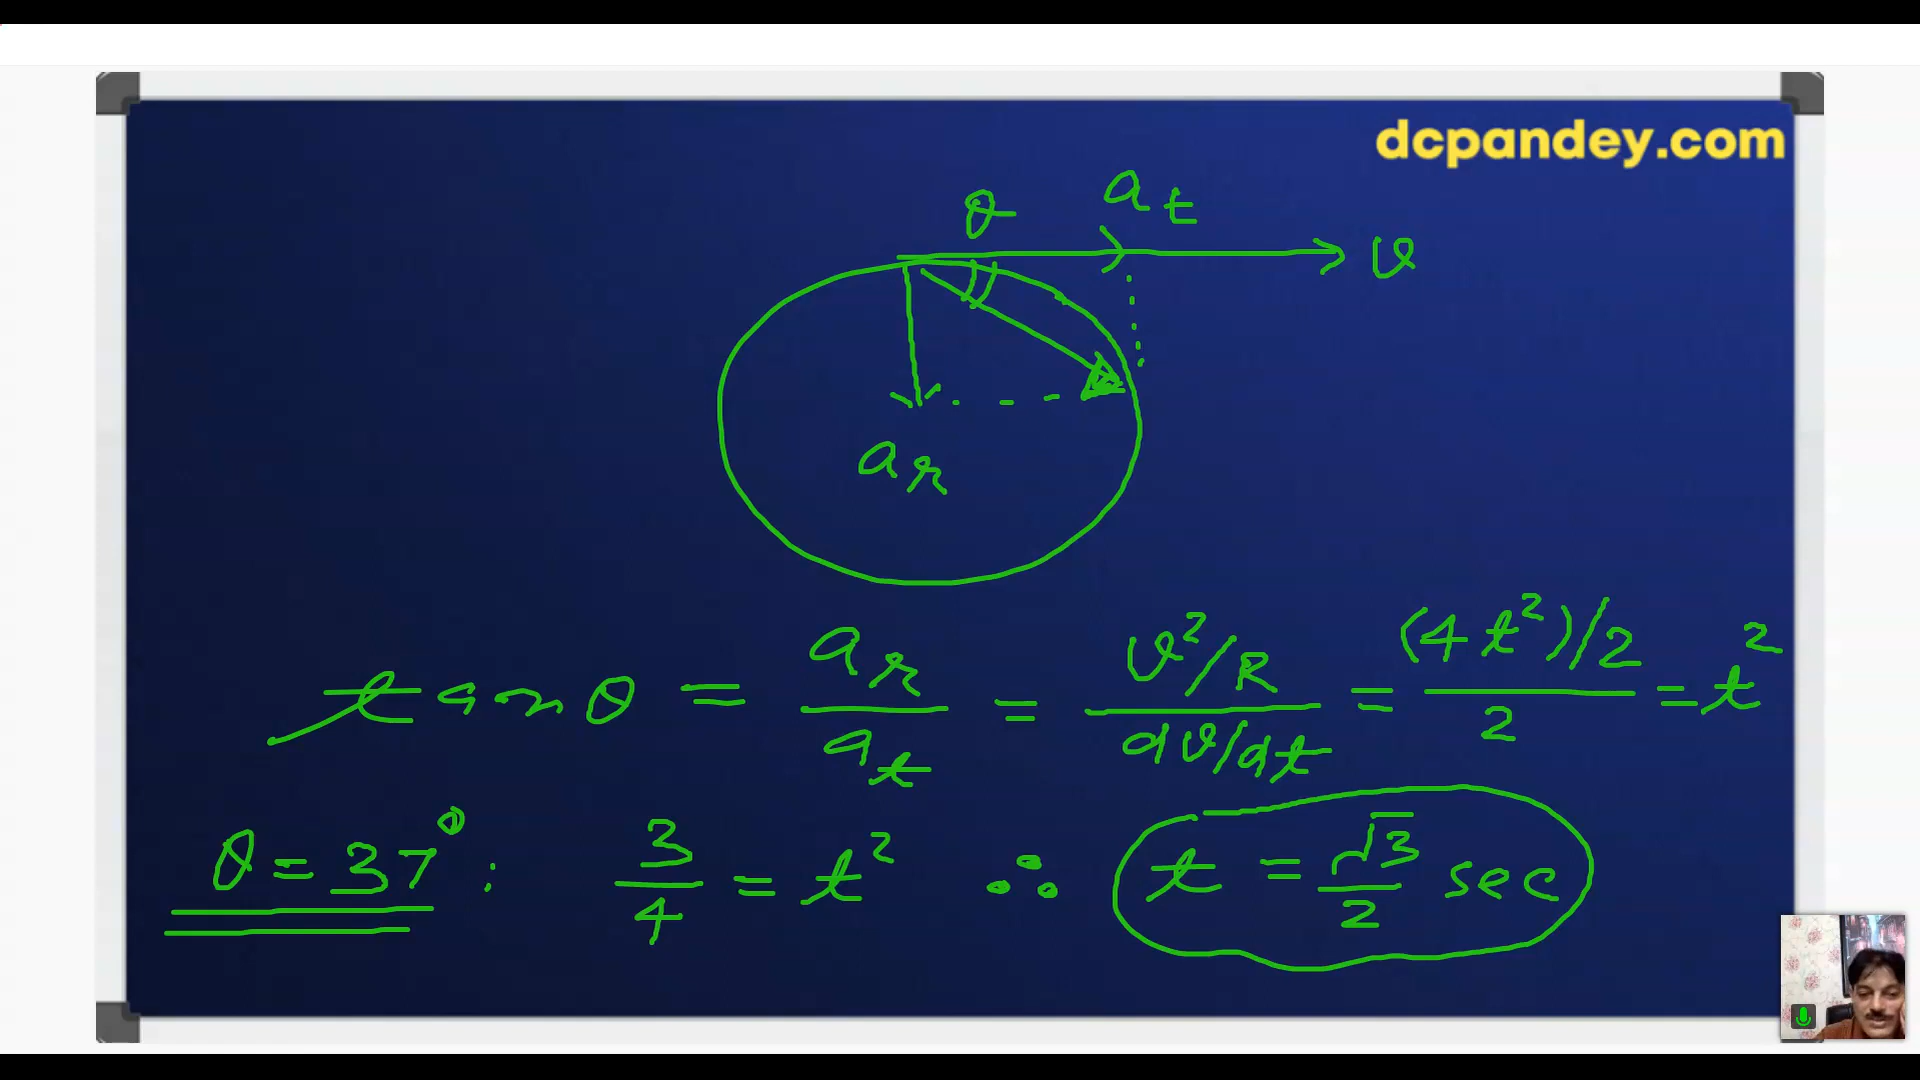 dcpandey.com
θ a_t
v
a_r
tan θ = a_r / a_t = (v²/R) / (dv/dt) = ((4t²)/2) / 2 = t²
θ = 37° : 3/4 = t² ∴ t = √3/2 sec